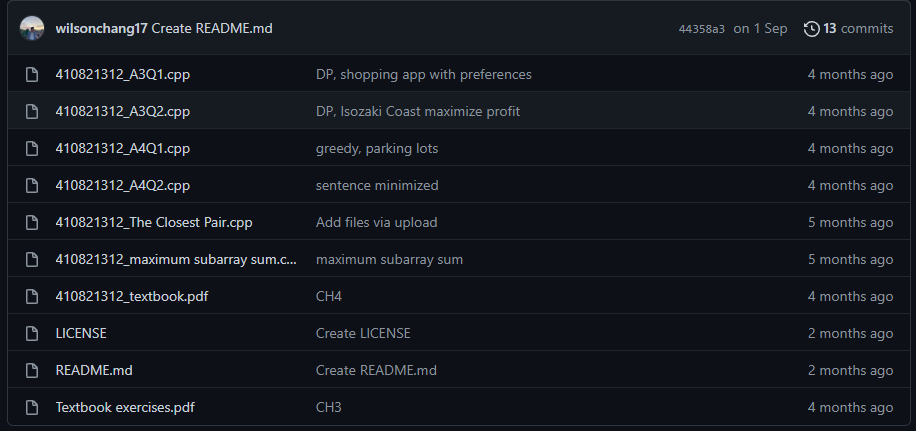 wilsonchang17 Create README.md 44358a3 on 1 Sep 13 commits
410821312_A3Q1.cpp DP, shopping app with preferences 4 months ago
410821312_A3Q2.cpp DP, Isozaki Coast maximize profit 4 months ago
410821312_A4Q1.cpp greedy, parking lots 4 months ago
410821312_A4Q2.cpp sentence minimized 4 months ago
410821312_The Closest Pair.cpp Add files via upload 5 months ago
410821312_maximum subarray sum.c... maximum subarray sum 5 months ago
410821312_textbook.pdf CH4 4 months ago
LICENSE Create LICENSE 2 months ago
README.md Create README.md 2 months ago
Textbook exercises.pdf CH3 4 months ago